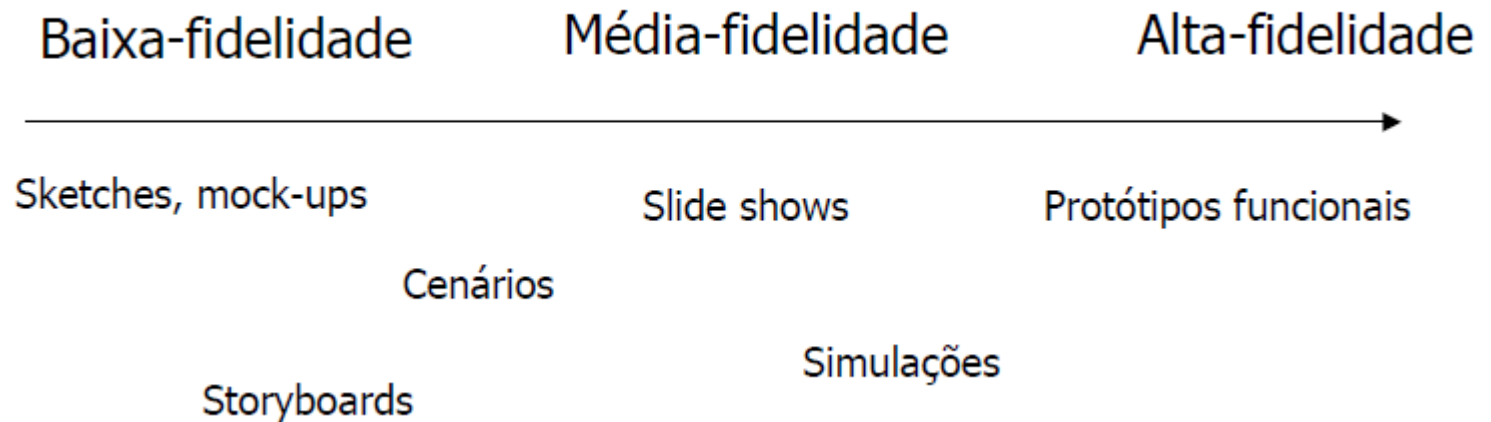 Baixa-fidelidade Média-fidelidade Alta-fidelidade
Sketches, mock-ups Slide shows Protótipos funcionais
Cenários
Simulações
Storyboards